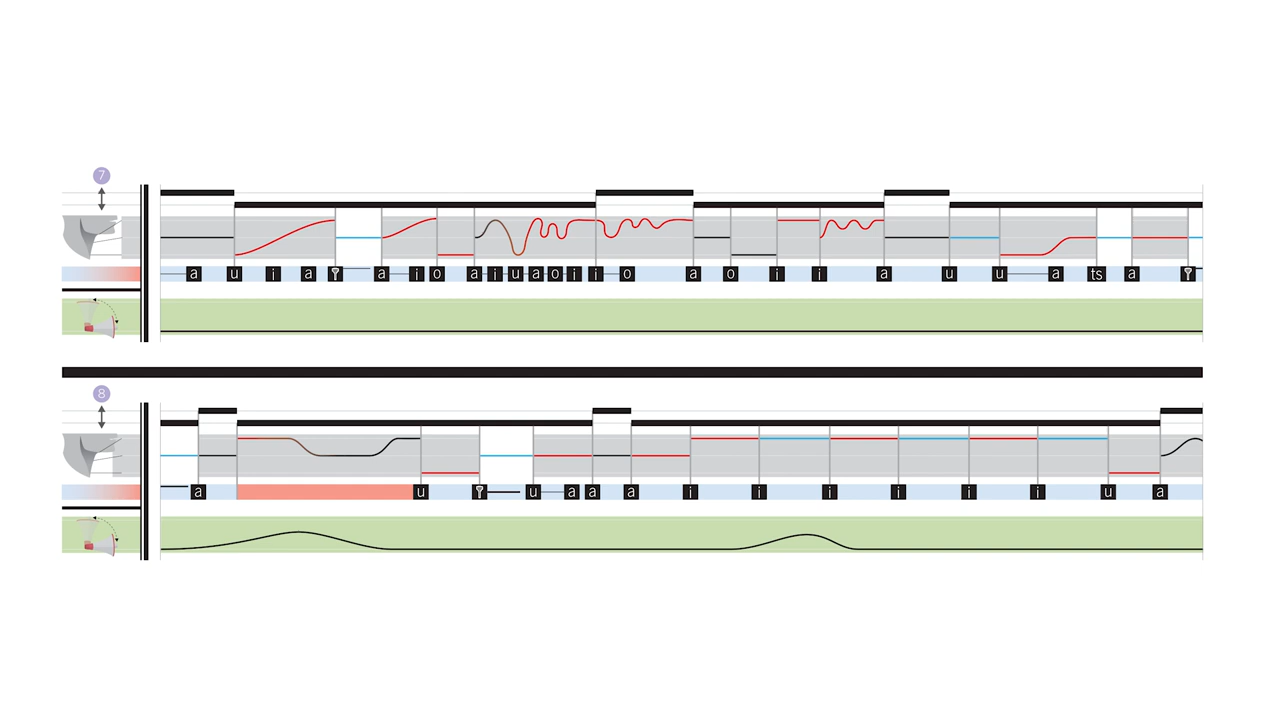 7
a u i a a i o a i u a o i i o a o i i a u u a ts a
8
a u u a a a i i i i i i u a